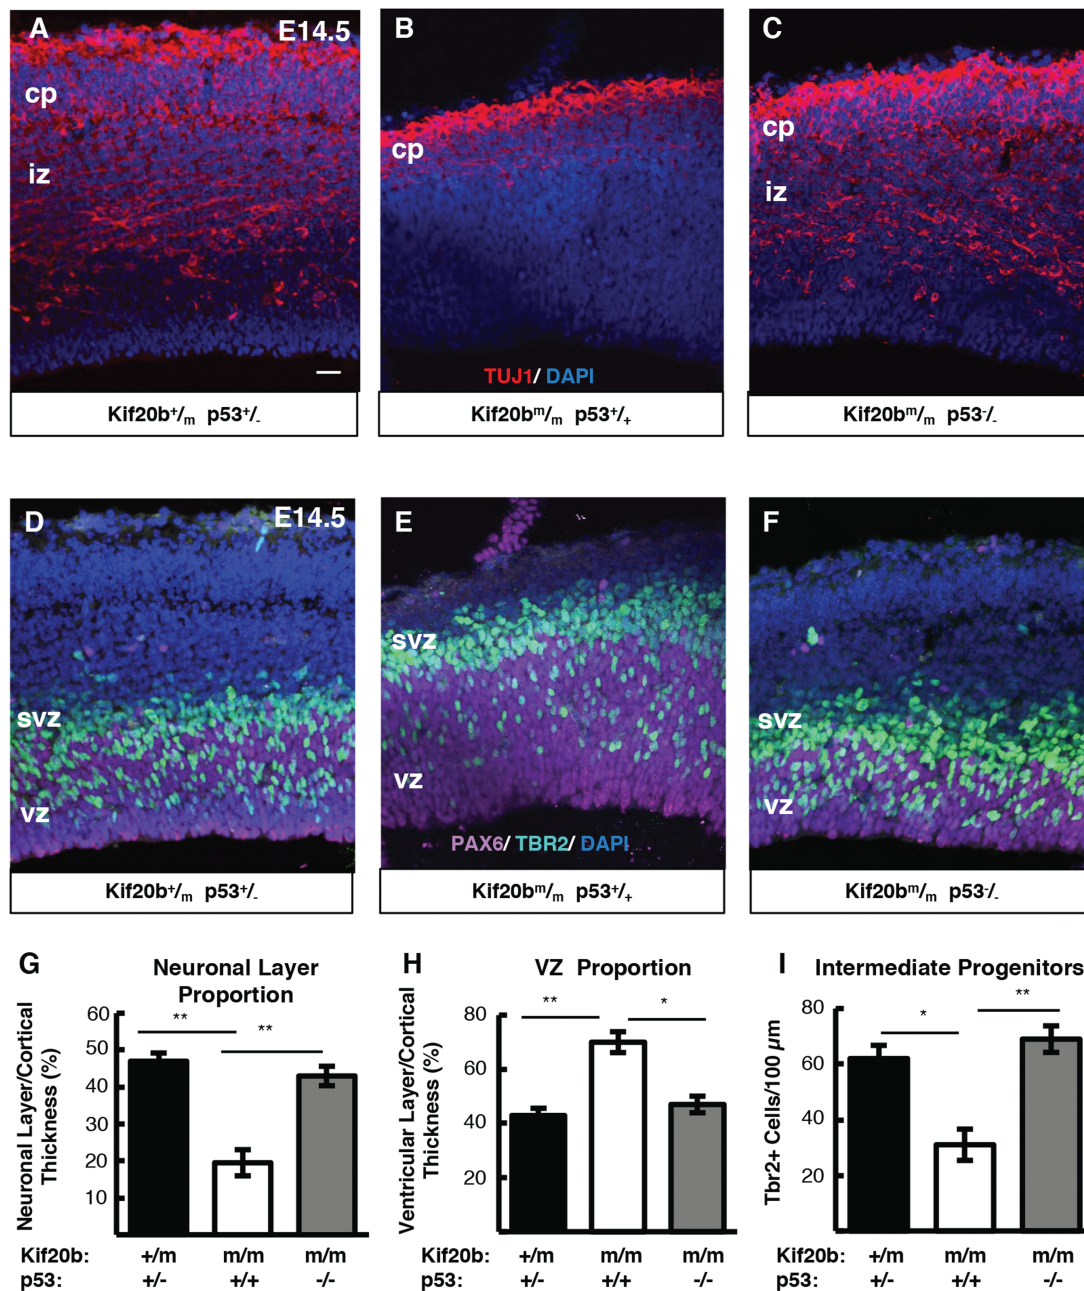 A
E14.5
B
C
cp
iz
cp
cp
iz
TUJ1/ DAPI
Kif20b+/m p53+/-
Kif20bm/m p53+/+
Kif20bm/m p53-/-
D
E14.5
E
F
svz
vz
svz
vz
svz
vz
PAX6/ TBR2/ DAPI
Kif20b+/m p53+/-
Kif20bm/m p53+/+
Kif20bm/m p53-/-
G
Neuronal Layer
Proportion
Neuronal Layer/Cortical
Thickness (%)
60
50
40
30
20
10
**
**
Kif20b: +/m m/m m/m
p53: +/- +/+ -/-
H
VZ Proportion
Ventricular Layer/Cortical
Thickness (%)
80
60
40
20
**
*
Kif20b: +/m m/m m/m
p53: +/- +/+ -/-
I
Intermediate Progenitors
Tbr2+ Cells/100 µm
80
60
40
20
*
**
Kif20b: +/m m/m m/m
p53: +/- +/+ -/-